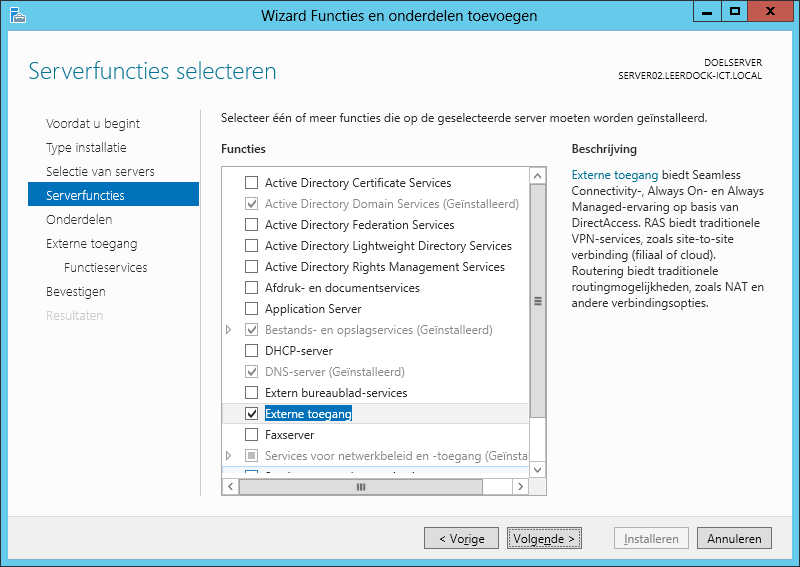 Wizard Functies en onderdelen toevoegen
Serverfuncties selecteren
DOELSERVER
SERVER02.LEERDOCK-ICT.LOCAL
Voordat u begint
Type installatie
Selectie van servers
Serverfuncties
Onderdelen
Externe toegang
Functieservices
Bevestigen
Resultaten
Selecteer één of meer functies die op de geselecteerde server moeten worden geïnstalleerd.
Functies
Active Directory Certificate Services
Active Directory Domain Services (Geïnstalleerd)
Active Directory Federation Services
Active Directory Lightweight Directory Services
Active Directory Rights Management Services
Afdruk- en documentservices
Application Server
Bestands- en opslagservices (Geïnstalleerd)
DHCP-server
DNS-server (Geïnstalleerd)
Extern bureaublad-services
Externe toegang
Faxserver
Services voor netwerkbeleid en -toegang (Geïnsta
Beschrijving
Externe toegang biedt Seamless
Connectivity-, Always On- en Always
Managed-ervaring op basis van
DirectAccess. RAS biedt traditionele
VPN-services, zoals site-to-site
verbinding (filiaal of cloud).
Routering biedt traditionele
routingmogelijkheden, zoals NAT en
andere verbindingsopties.
< Vorige
Volgende >
Installeren
Annuleren